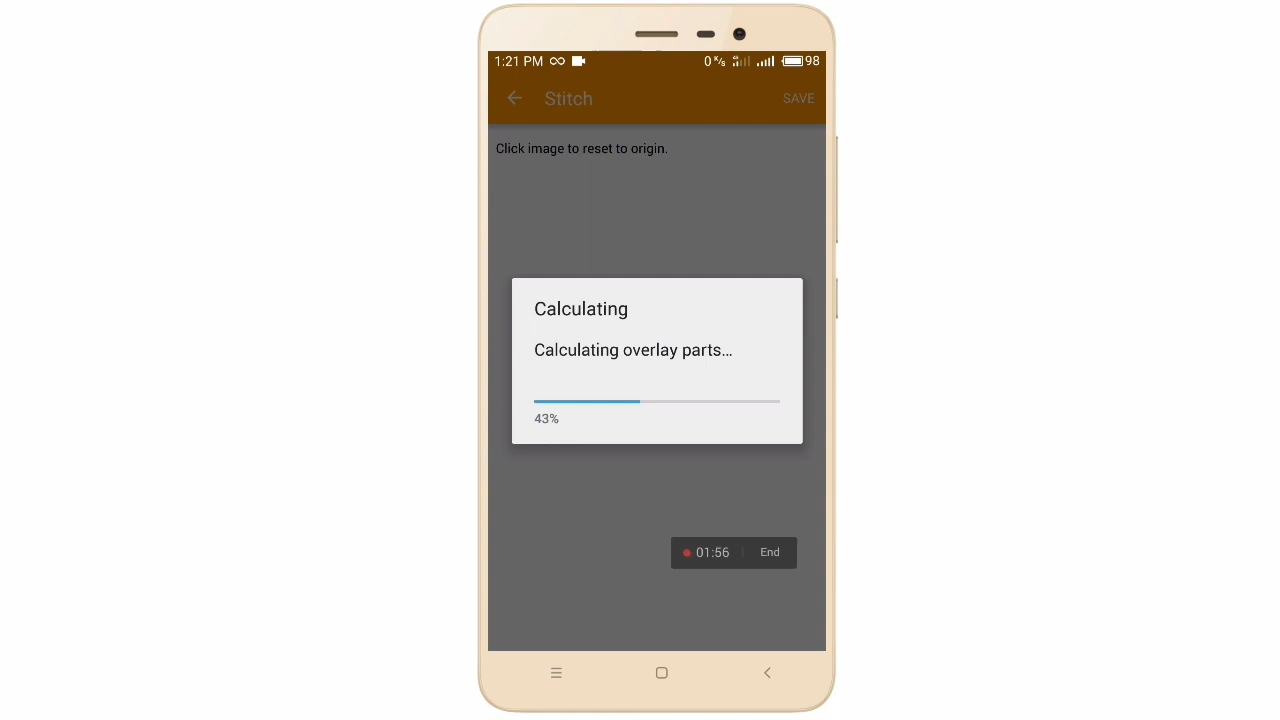 1:21 PM 0 K/s 98
Stitch SAVE
Click image to reset to origin.
Calculating
Calculating overlay parts...
43%
01:56 End